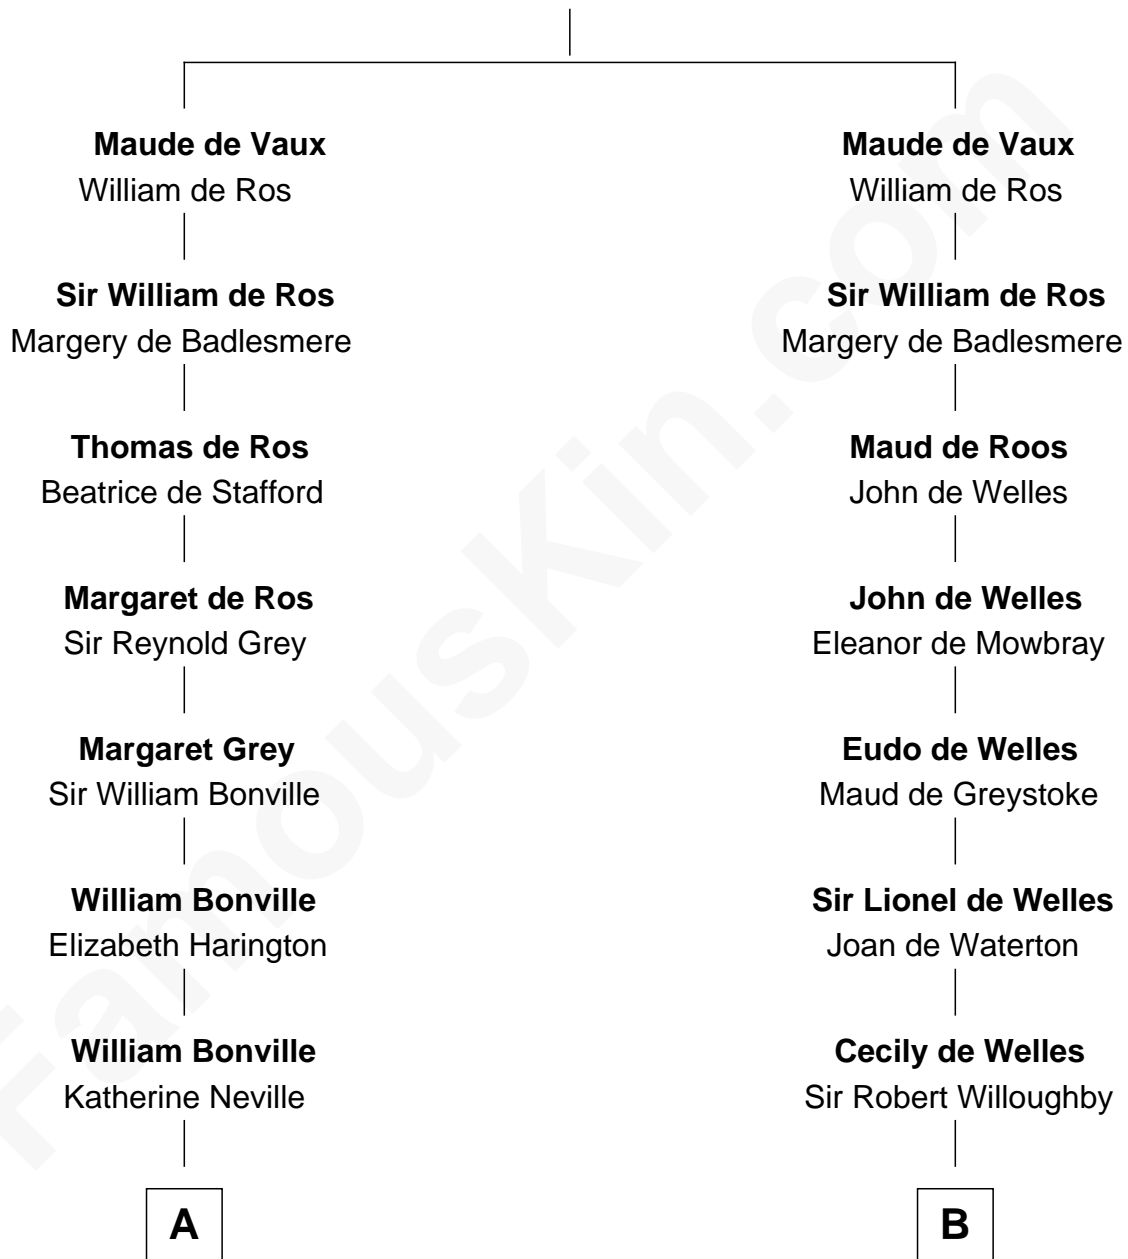 Maude de Vaux
William de Ros
Sir William de Ros
Margery de Badlesmere
Thomas de Ros
Beatrice de Stafford
Margaret de Ros
Sir Reynold Grey
Margaret Grey
Sir William Bonville
William Bonville
Elizabeth Harington
William Bonville
Katherine Neville
A
Maude de Vaux
William de Ros
Sir William de Ros
Margery de Badlesmere
Maud de Roos
John de Welles
John de Welles
Eleanor de Mowbray
Eudo de Welles
Maud de Greystoke
Sir Lionel de Welles
Joan de Waterton
Cecily de Welles
Sir Robert Willoughby
B
FamousKin.com